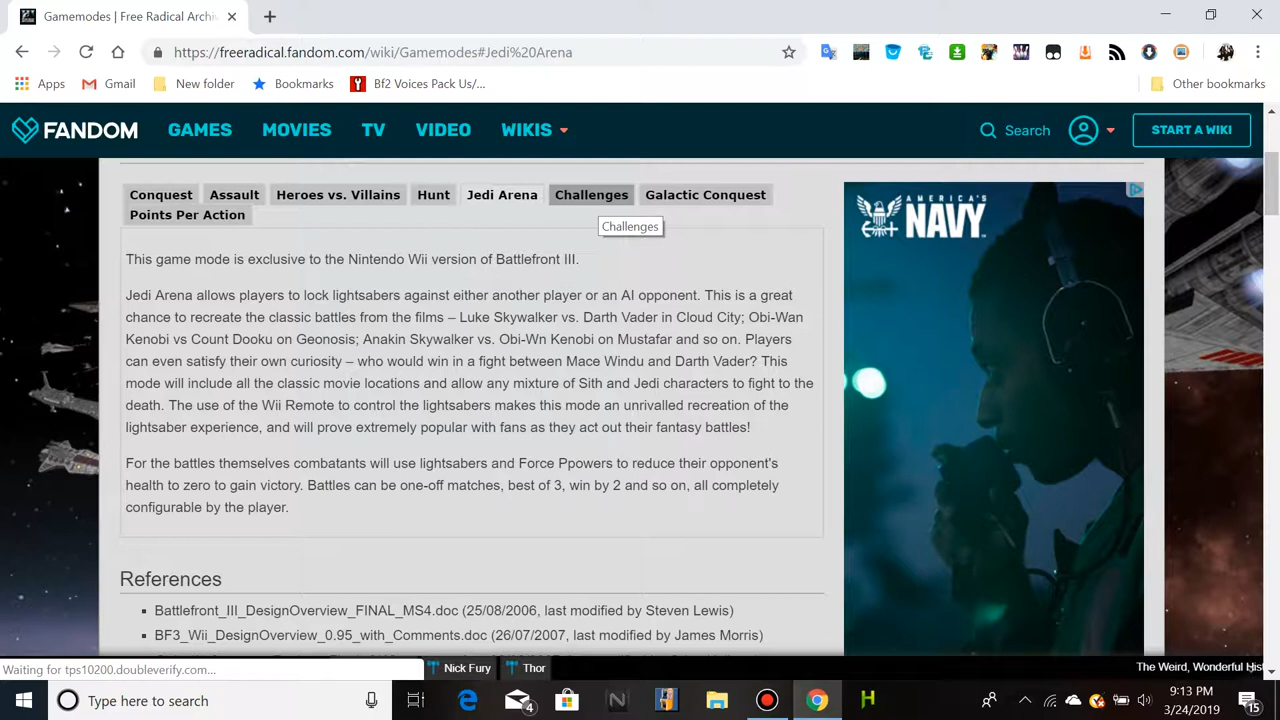 Gamemodes | Free Radical Archi
https://freeradical.fandom.com/wiki/Gamemodes#Jedi%20Arena
Apps
Gmail
New folder
Bookmarks
Bf2 Voices Pack Us/...
Other bookmarks
FANDOM
GAMES
MOVIES
TV
VIDEO
WIKIS
Search
START A WIKI
Conquest
Assault
Heroes vs. Villains
Hunt
Jedi Arena
Challenges
Galactic Conquest
Points Per Action
Challenges
This game mode is exclusive to the Nintendo Wii version of Battlefront III.
Jedi Arena allows players to lock lightsabers against either another player or an AI opponent. This is a great
chance to recreate the classic battles from the films – Luke Skywalker vs. Darth Vader in Cloud City; Obi-Wan
Kenobi vs Count Dooku on Geonosis; Anakin Skywalker vs. Obi-Wn Kenobi on Mustafar and so on. Players
can even satisfy their own curiosity – who would win in a fight between Mace Windu and Darth Vader? This
mode will include all the classic movie locations and allow any mixture of Sith and Jedi characters to fight to the
death. The use of the Wii Remote to control the lightsabers makes this mode an unrivalled recreation of the
lightsaber experience, and will prove extremely popular with fans as they act out their fantasy battles!
For the battles themselves combatants will use lightsabers and Force Ppowers to reduce their opponent's
health to zero to gain victory. Battles can be one-off matches, best of 3, win by 2 and so on, all completely
configurable by the player.
References
Battlefront_III_DesignOverview_FINAL_MS4.doc (25/08/2006, last modified by Steven Lewis)
BF3_Wii_DesignOverview_0.95_with_Comments.doc (26/07/2007, last modified by James Morris)
AMERICA'S
NAVY
Waiting for tps10200.doubleverify.com...
Nick Fury
Thor
The Weird, Wonderful Hist
Type here to search
4
N
H
9:13 PM
3/24/2019
15